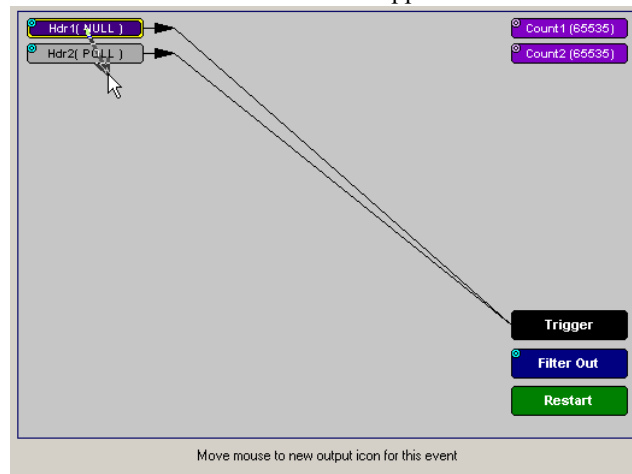 Hdr1( NULL )
Count1 (65535)
Hdr2( POLL )
Count2 (65535)
Trigger
Filter Out
Restart
Move mouse to new output icon for this event